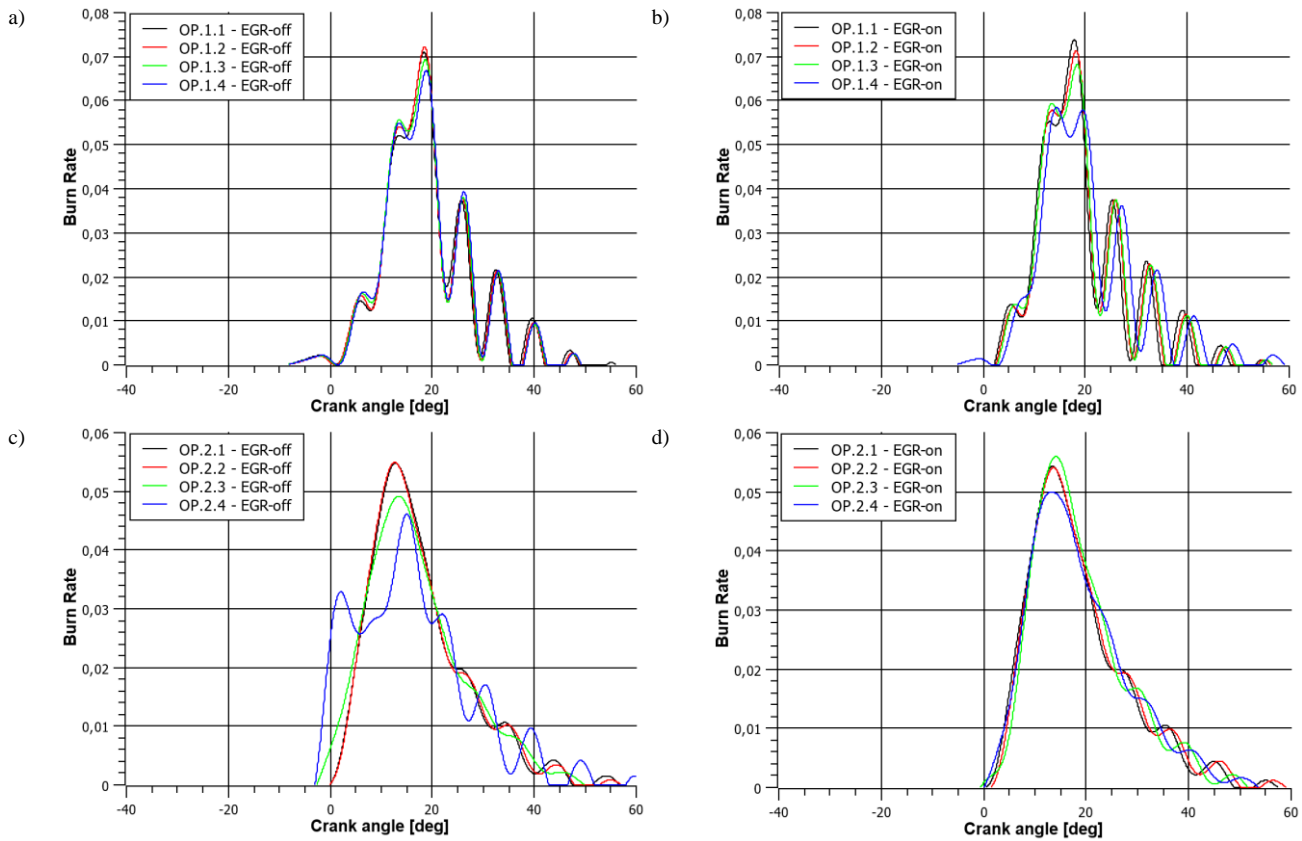 a)
OP.1.1 - EGR-off
OP.1.2 - EGR-off
OP.1.3 - EGR-off
OP.1.4 - EGR-off
0,08
0,07
0,06
0,05
0,04
0,03
0,02
0,01
0
Burn Rate
-40 -20 0 20 40 60
Crank angle [deg]
b)
OP.1.1 - EGR-on
OP.1.2 - EGR-on
OP.1.3 - EGR-on
OP.1.4 - EGR-on
0,08
0,07
0,06
0,05
0,04
0,03
0,02
0,01
0
Burn Rate
-40 -20 0 20 40 60
Crank angle [deg]
c)
OP.2.1 - EGR-off
OP.2.2 - EGR-off
OP.2.3 - EGR-off
OP.2.4 - EGR-off
0,06
0,05
0,04
0,03
0,02
0,01
0
Burn Rate
-40 -20 0 20 40 60
Crank angle [deg]
d)
OP.2.1 - EGR-on
OP.2.2 - EGR-on
OP.2.3 - EGR-on
OP.2.4 - EGR-on
0,06
0,05
0,04
0,03
0,02
0,01
0
Burn Rate
-40 -20 0 20 40 60
Crank angle [deg]